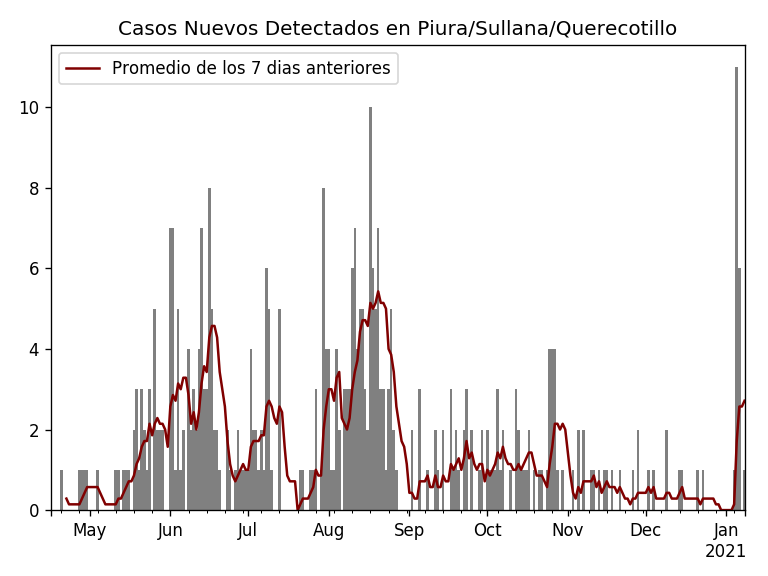 Casos Nuevos Detectados en Piura/Sullana/Querecotillo
Promedio de los 7 dias anteriores
10
8
6
4
2
0
May Jun Jul Aug Sep Oct Nov Dec Jan
2021